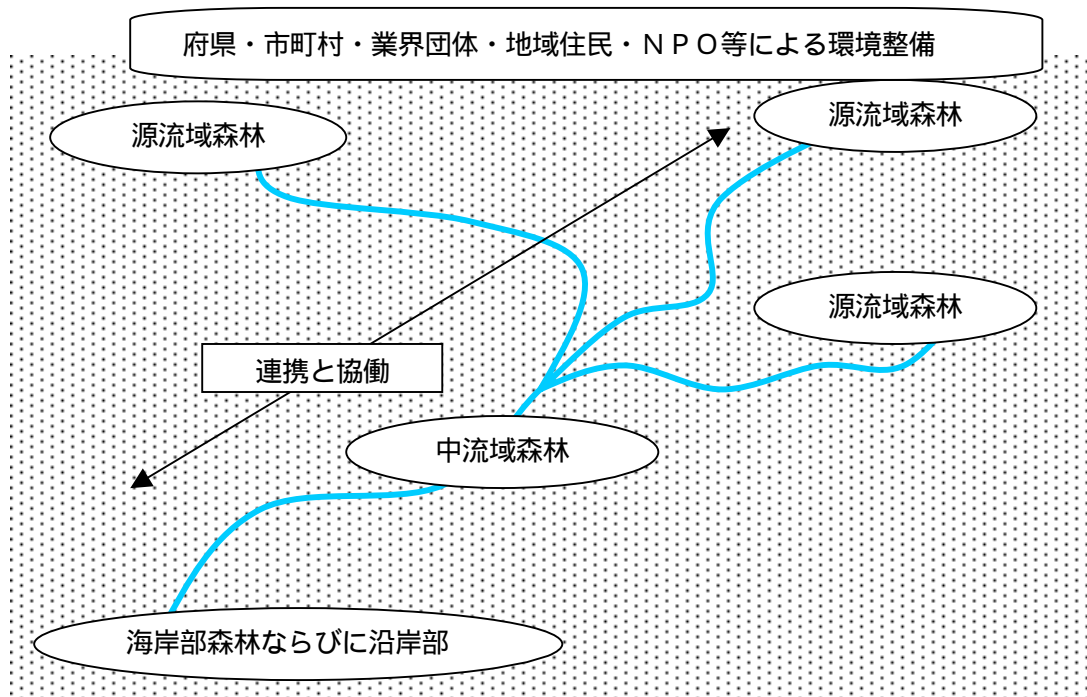 府県・市町村・業界団体・地域住民・ＮＰＯ等による環境整備
源流域森林
源流域森林
源流域森林
連携と協働
中流域森林
海岸部森林ならびに沿岸部